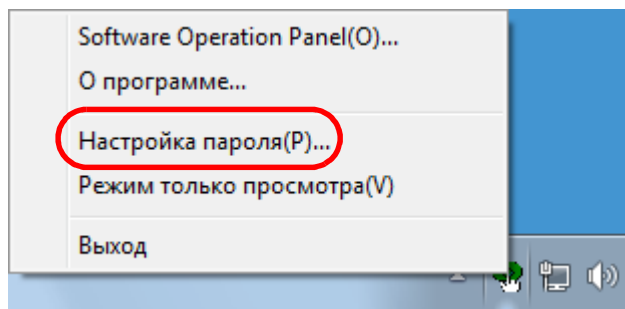 Software Operation Panel(O)...
О программе...
Настройка пароля(P)...
Режим только просмотра(V)
Выход